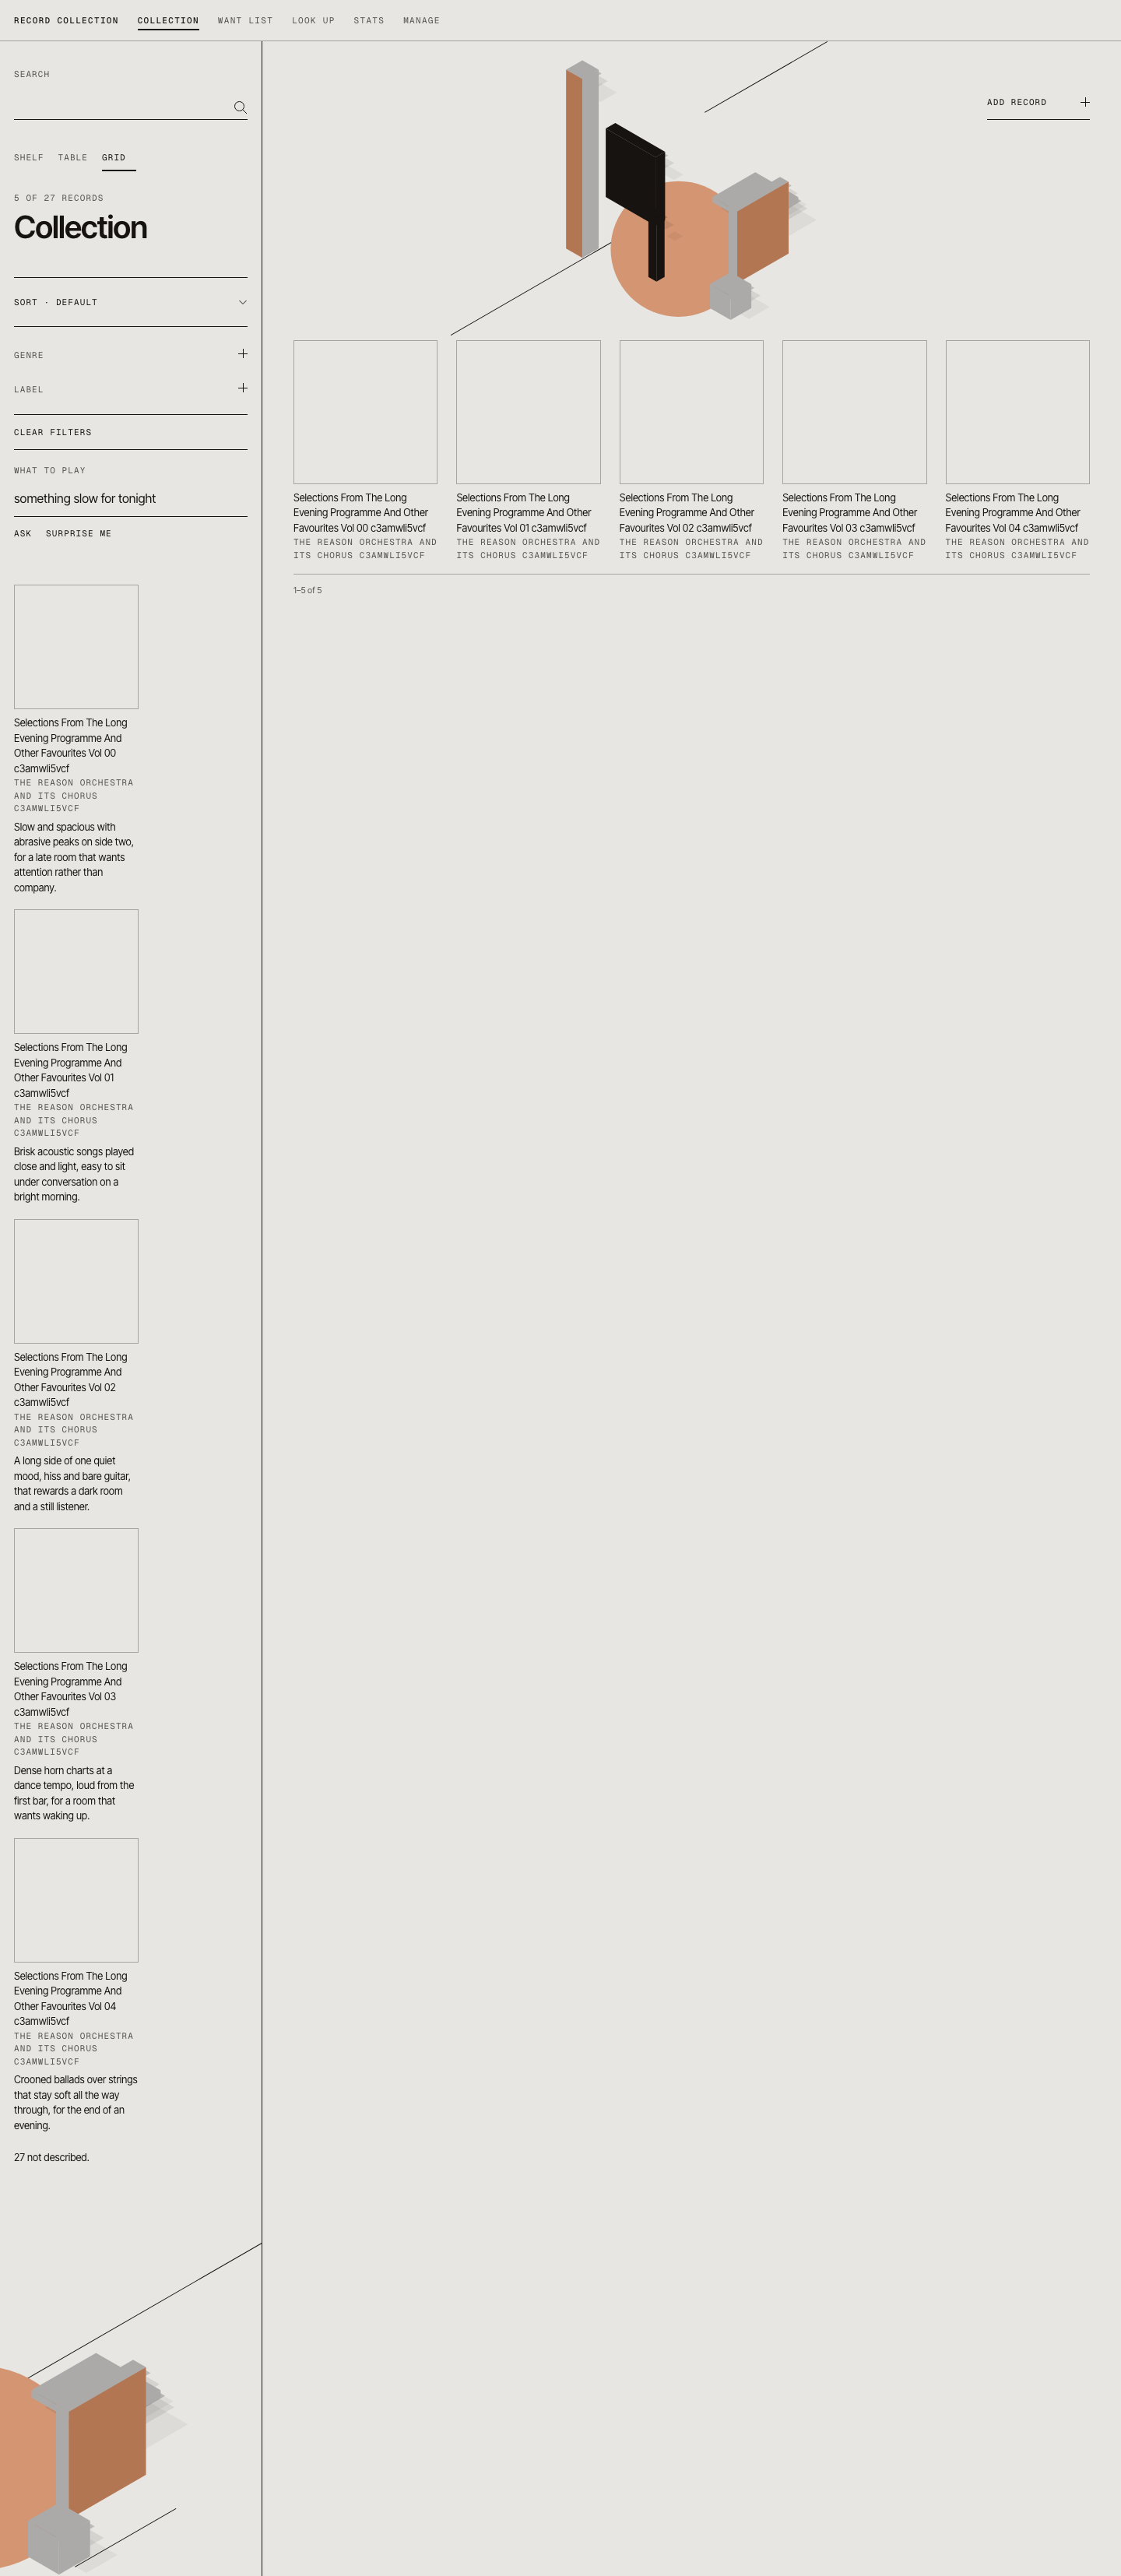 RECORD COLLECTION COLLECTION WANT LIST LOOK UP STATS MANAGE
SEARCH
SHELF TABLE GRID
5 OF 27 RECORDS
Collection
SORT · DEFAULT
GENRE
LABEL
CLEAR FILTERS
WHAT TO PLAY
something slow for tonight
ASK SURPRISE ME
Selections From The Long
Evening Programme And
Other Favourites Vol 00
c3amwli5vcf
THE REASON ORCHESTRA
AND ITS CHORUS
C3AMWLI5VCF
Slow and spacious with
abrasive peaks on side two,
for a late room that wants
attention rather than
company.
Selections From The Long
Evening Programme And
Other Favourites Vol 01
c3amwli5vcf
THE REASON ORCHESTRA
AND ITS CHORUS
C3AMWLI5VCF
Brisk acoustic songs played
close and light, easy to sit
under conversation on a
bright morning.
Selections From The Long
Evening Programme And
Other Favourites Vol 02
c3amwli5vcf
THE REASON ORCHESTRA
AND ITS CHORUS
C3AMWLI5VCF
A long side of one quiet
mood, hiss and bare guitar,
that rewards a dark room
and a still listener.
Selections From The Long
Evening Programme And
Other Favourites Vol 03
c3amwli5vcf
THE REASON ORCHESTRA
AND ITS CHORUS
C3AMWLI5VCF
Dense horn charts at a
dance tempo, loud from the
first bar, for a room that
wants waking up.
Selections From The Long
Evening Programme And
Other Favourites Vol 04
c3amwli5vcf
THE REASON ORCHESTRA
AND ITS CHORUS
C3AMWLI5VCF
Crooned ballads over strings
that stay soft all the way
through, for the end of an
evening.
27 not described.
ADD RECORD
Selections From The Long
Evening Programme And Other
Favourites Vol 00 c3amwli5vcf
THE REASON ORCHESTRA AND
ITS CHORUS C3AMWLI5VCF
Selections From The Long
Evening Programme And Other
Favourites Vol 01 c3amwli5vcf
THE REASON ORCHESTRA AND
ITS CHORUS C3AMWLI5VCF
Selections From The Long
Evening Programme And Other
Favourites Vol 02 c3amwli5vcf
THE REASON ORCHESTRA AND
ITS CHORUS C3AMWLI5VCF
Selections From The Long
Evening Programme And Other
Favourites Vol 03 c3amwli5vcf
THE REASON ORCHESTRA AND
ITS CHORUS C3AMWLI5VCF
Selections From The Long
Evening Programme And Other
Favourites Vol 04 c3amwli5vcf
THE REASON ORCHESTRA AND
ITS CHORUS C3AMWLI5VCF
1–5 of 5